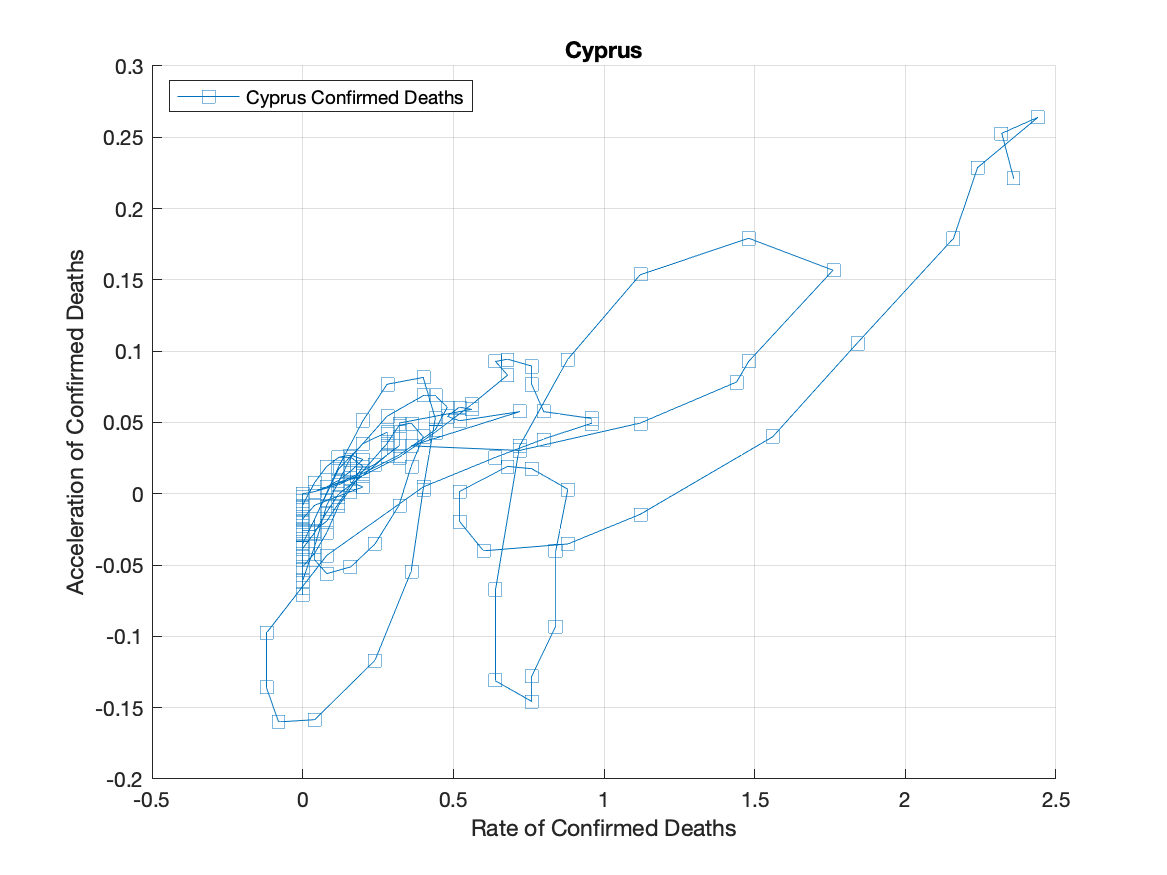 Cyprus
Cyprus Confirmed Deaths
0.3
0.25
0.2
0.15
0.1
0.05
0
-0.05
-0.1
-0.15
-0.2
Acceleration of Confirmed Deaths
-0.5 0 0.5 1 1.5 2 2.5
Rate of Confirmed Deaths